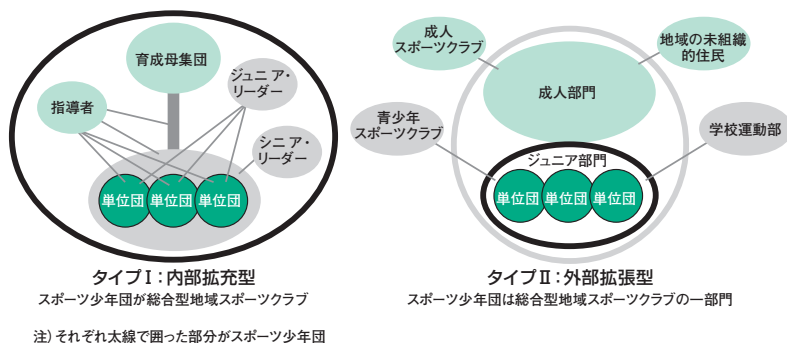 育成母集団
ジュニア・
リーダー
指導者
シニア・
リーダー
単位団
単位団
単位団
タイプⅠ：内部拡充型
スポーツ少年団が総合型地域スポーツクラブ
成人
スポーツクラブ
地域の未組織
的住民
成人部門
青少年
スポーツクラブ
学校運動部
ジュニア部門
単位団
単位団
単位団
タイプⅡ：外部拡張型
スポーツ少年団は総合型地域スポーツクラブの一部門
注）それぞれ太線で囲った部分がスポーツ少年団